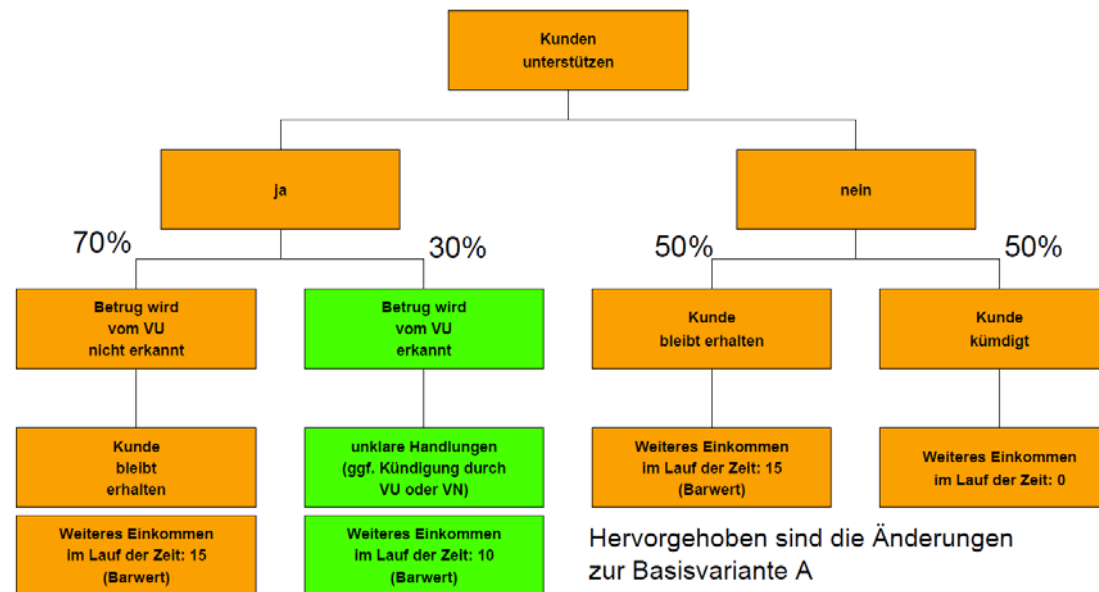 Kunden
unterstützen
ja
nein
70%
30%
50%
50%
Betrug wird
vom VU
nicht erkannt
Betrug wird
vom VU
erkannt
Kunde
bleibt erhalten
Kunde
kümdigt
Kunde
bleibt
erhalten
unklare Handlungen
(ggf. Kündigung durch
VU oder VN)
Weiteres Einkommen
im Lauf der Zeit: 15
(Barwert)
Weiteres Einkommen
im Lauf der Zeit: 0
Weiteres Einkommen
im Lauf der Zeit: 15
(Barwert)
Weiteres Einkommen
im Lauf der Zeit: 10
(Barwert)
Hervorgehoben sind die Änderungen
zur Basisvariante A